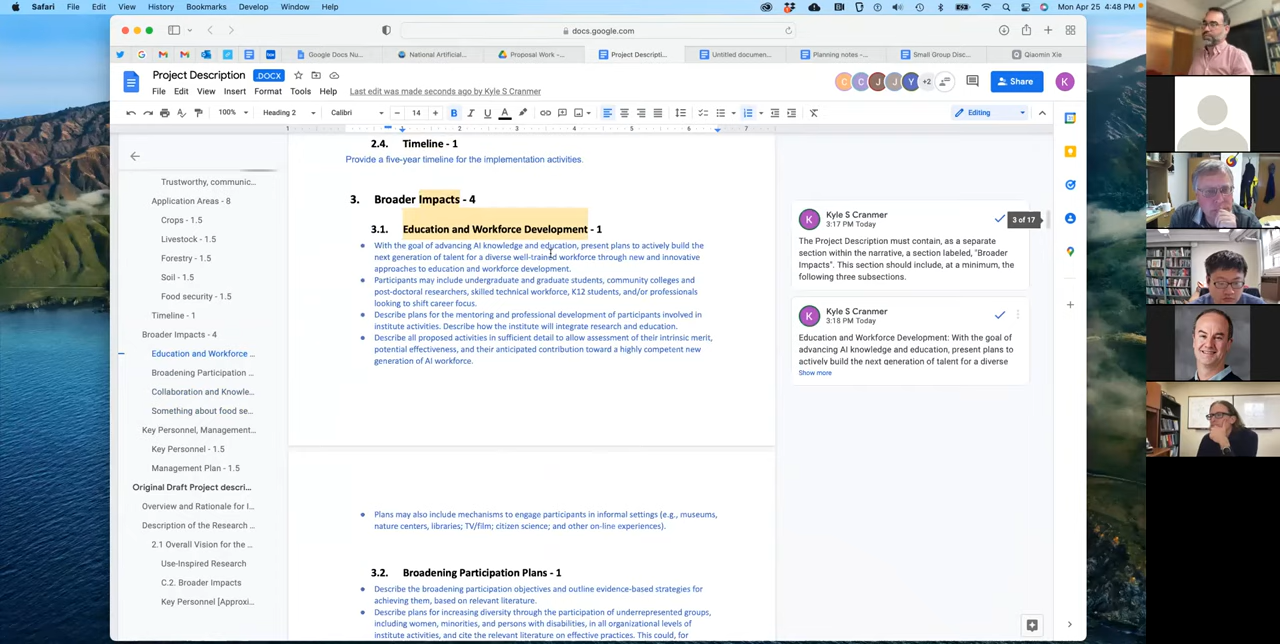 Safari File Edit View History Bookmarks Develop Window Help Mon Apr 25 4:48 PM
docs.google.com
Google Docs Nu... National Artificial... Proposal Work -... Project Descripti... Untitled documen... Planning notes -... Small Group Disc... Qiaomin Xie
Project Description .DOCX
File Edit View Insert Format Tools Help Last edit was made seconds ago by Kyle S Cranmer
C C J J Y +2 Share K
100% Heading 2 Calibri 14 B I U A Editing
1 1 2 3 4 5 6 7
Trustworthy, communic...
Application Areas - 8
Crops - 1.5
Livestock - 1.5
Forestry - 1.5
Soil - 1.5
Food security - 1.5
Timeline - 1
Broader Impacts - 4
Education and Workforce ...
Broadening Participation ...
Collaboration and Knowle...
Something about food se...
Key Personnel, Management...
Key Personnel - 1.5
Management Plan - 1.5
Original Draft Project descri...
Overview and Rationale for I...
Description of the Research ...
2.1 Overall Vision for the ...
Use-Inspired Research
C.2. Broader Impacts
Key Personnel [Approxi...
2.4. Timeline - 1
Provide a five-year timeline for the implementation activities.
3. Broader Impacts - 4
3.1. Education and Workforce Development - 1
With the goal of advancing AI knowledge and education, present plans to actively build the
next generation of talent for a diverse well-trained workforce through new and innovative
approaches to education and workforce development.
Participants may include undergraduate and graduate students, community colleges and
post-doctoral researchers, skilled technical workforce, K12 students, and/or professionals
looking to shift career focus.
Describe plans for the mentoring and professional development of participants involved in
institute activities. Describe how the institute will integrate research and education.
Describe all proposed activities in sufficient detail to allow assessment of their intrinsic merit,
potential effectiveness, and their anticipated contribution toward a highly competent new
generation of AI workforce.
Plans may also include mechanisms to engage participants in informal settings (e.g., museums,
nature centers, libraries; TV/film; citizen science; and other on-line experiences).
3.2. Broadening Participation Plans - 1
Describe the broadening participation objectives and outline evidence-based strategies for
achieving them, based on relevant literature.
Describe plans for increasing diversity through the participation of underrepresented groups,
including women, minorities, and persons with disabilities, in all organizational levels of
institute activities, and cite the relevant literature on effective practices. This could, for
K Kyle S Cranmer
3:17 PM Today
3 of 17
The Project Description must contain, as a separate
section within the narrative, a section labeled, "Broader
Impacts". This section should include, at a minimum, the
following three subsections.
K Kyle S Cranmer
3:18 PM Today
Education and Workforce Development: With the goal of
advancing AI knowledge and education, present plans to
actively build the next generation of talent for a diverse
Show more